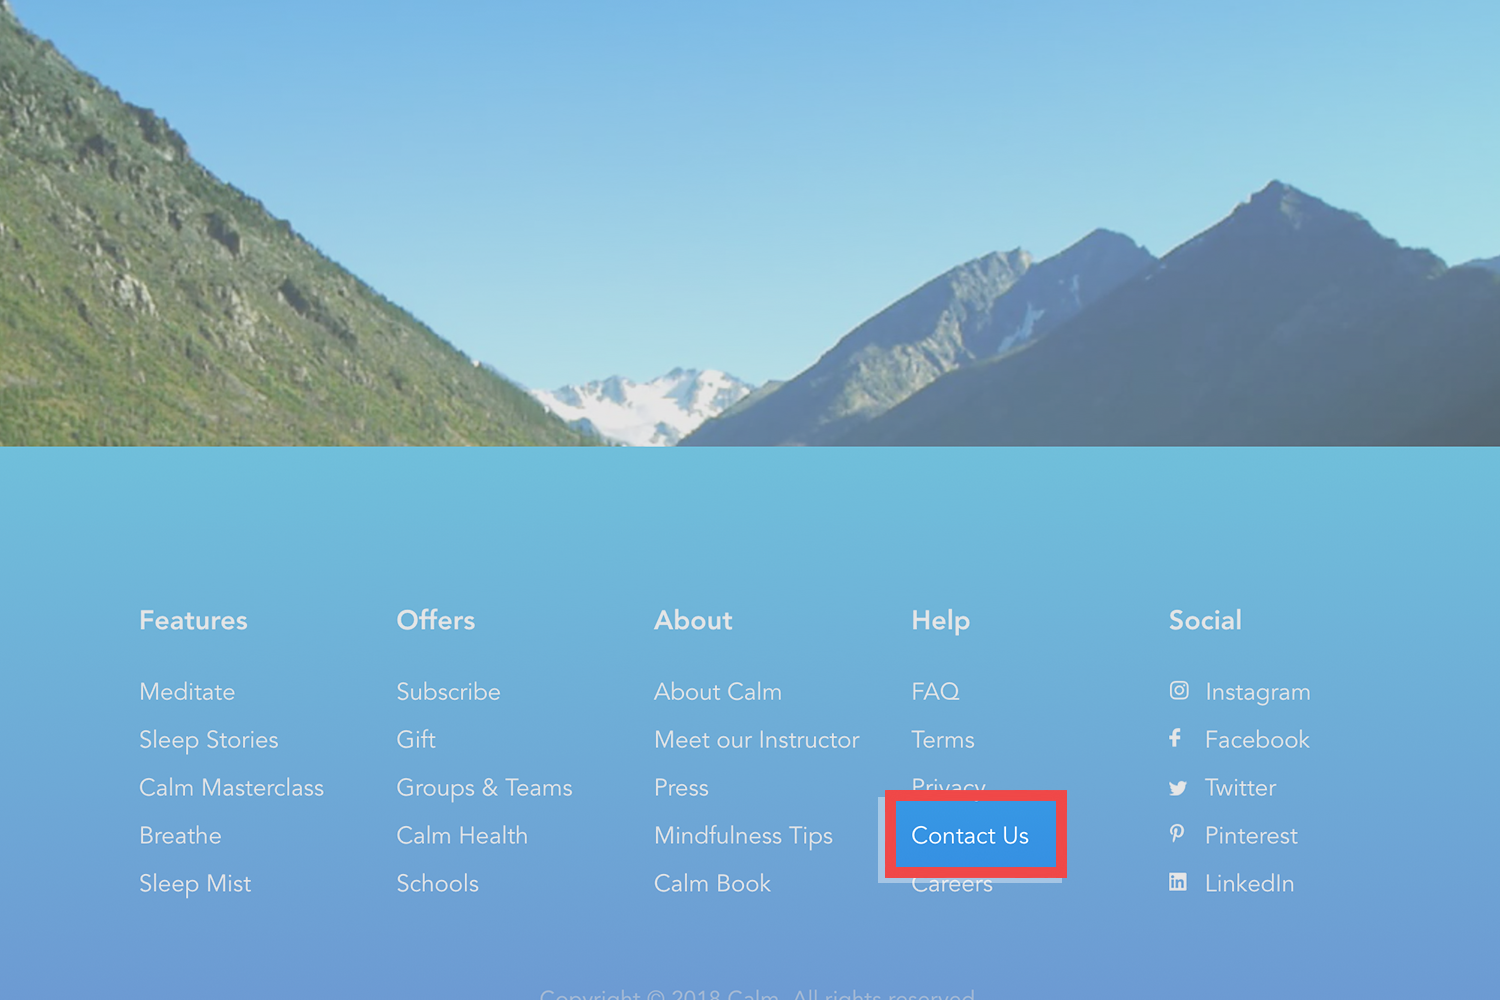 Features
Meditate
Sleep Stories
Calm Masterclass
Breathe
Sleep Mist
Offers
Subscribe
Gift
Groups & Teams
Calm Health
Schools
About
About Calm
Meet our Instructor
Press
Mindfulness Tips
Calm Book
Help
FAQ
Terms
Privacy
Contact Us
Careers
Social
Instagram
Facebook
Twitter
Pinterest
LinkedIn
Copyright © 2018 Calm. All rights reserved